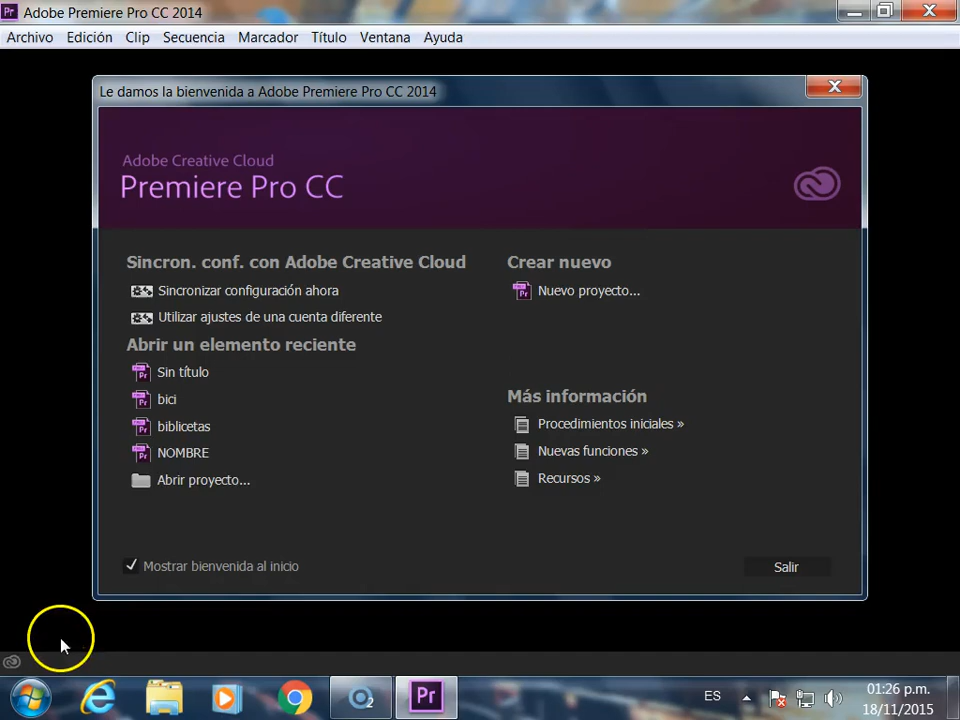 Adobe Premiere Pro CC 2014
Archivo Edición Clip Secuencia Marcador Título Ventana Ayuda
Le damos la bienvenida a Adobe Premiere Pro CC 2014
Adobe Creative Cloud
Premiere Pro CC
Sincron. conf. con Adobe Creative Cloud
Sincronizar configuración ahora
Utilizar ajustes de una cuenta diferente
Abrir un elemento reciente
Sin título
bici
biblicetas
NOMBRE
Abrir proyecto...
Crear nuevo
Nuevo proyecto...
Más información
Procedimientos iniciales »
Nuevas funciones »
Recursos »
Mostrar bienvenida al inicio
Salir
Pr
ES
01:26 p.m.
18/11/2015